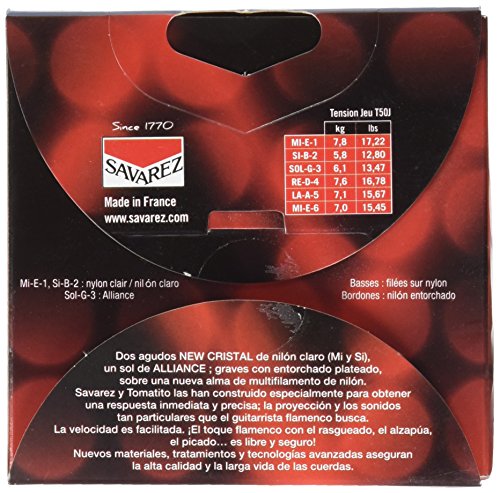 Since 1770
SAVAREZ
Made in France
www.savarez.com
Tension Jeu T50J
kg lbs
MI-E-1 7,8 17,22
SI-B-2 5,8 12,80
SOL-G-3 6,1 13,47
RE-D-4 7,6 16,78
LA-A-5 7,1 15,67
MI-E-6 7,0 15,45
Mi-E-1, Si-B-2 : nylon clair / nilón claro
Sol-G-3 : Alliance
Basses : filées sur nylon
Bordones : nilón entorchado
Dos agudos NEW CRISTAL de nilón claro (Mi y Si),
un sol de ALLIANCE ; graves con entorchado plateado,
sobre una nueva alma de multifilamento de nilón.
Savarez y Tomatito las han construido especialmente para obtener
una respuesta inmediata y precisa; la proyección y los sonidos
tan particulares que el guitarrista flamenco busca.
La velocidad es facilitada. ¡El toque flamenco con el rasgueado, el alzapúa,
el picado... es libre y seguro!
Nuevos materiales, tratamientos y tecnologías avanzadas aseguran
la alta calidad y la larga vida de las cuerdas.